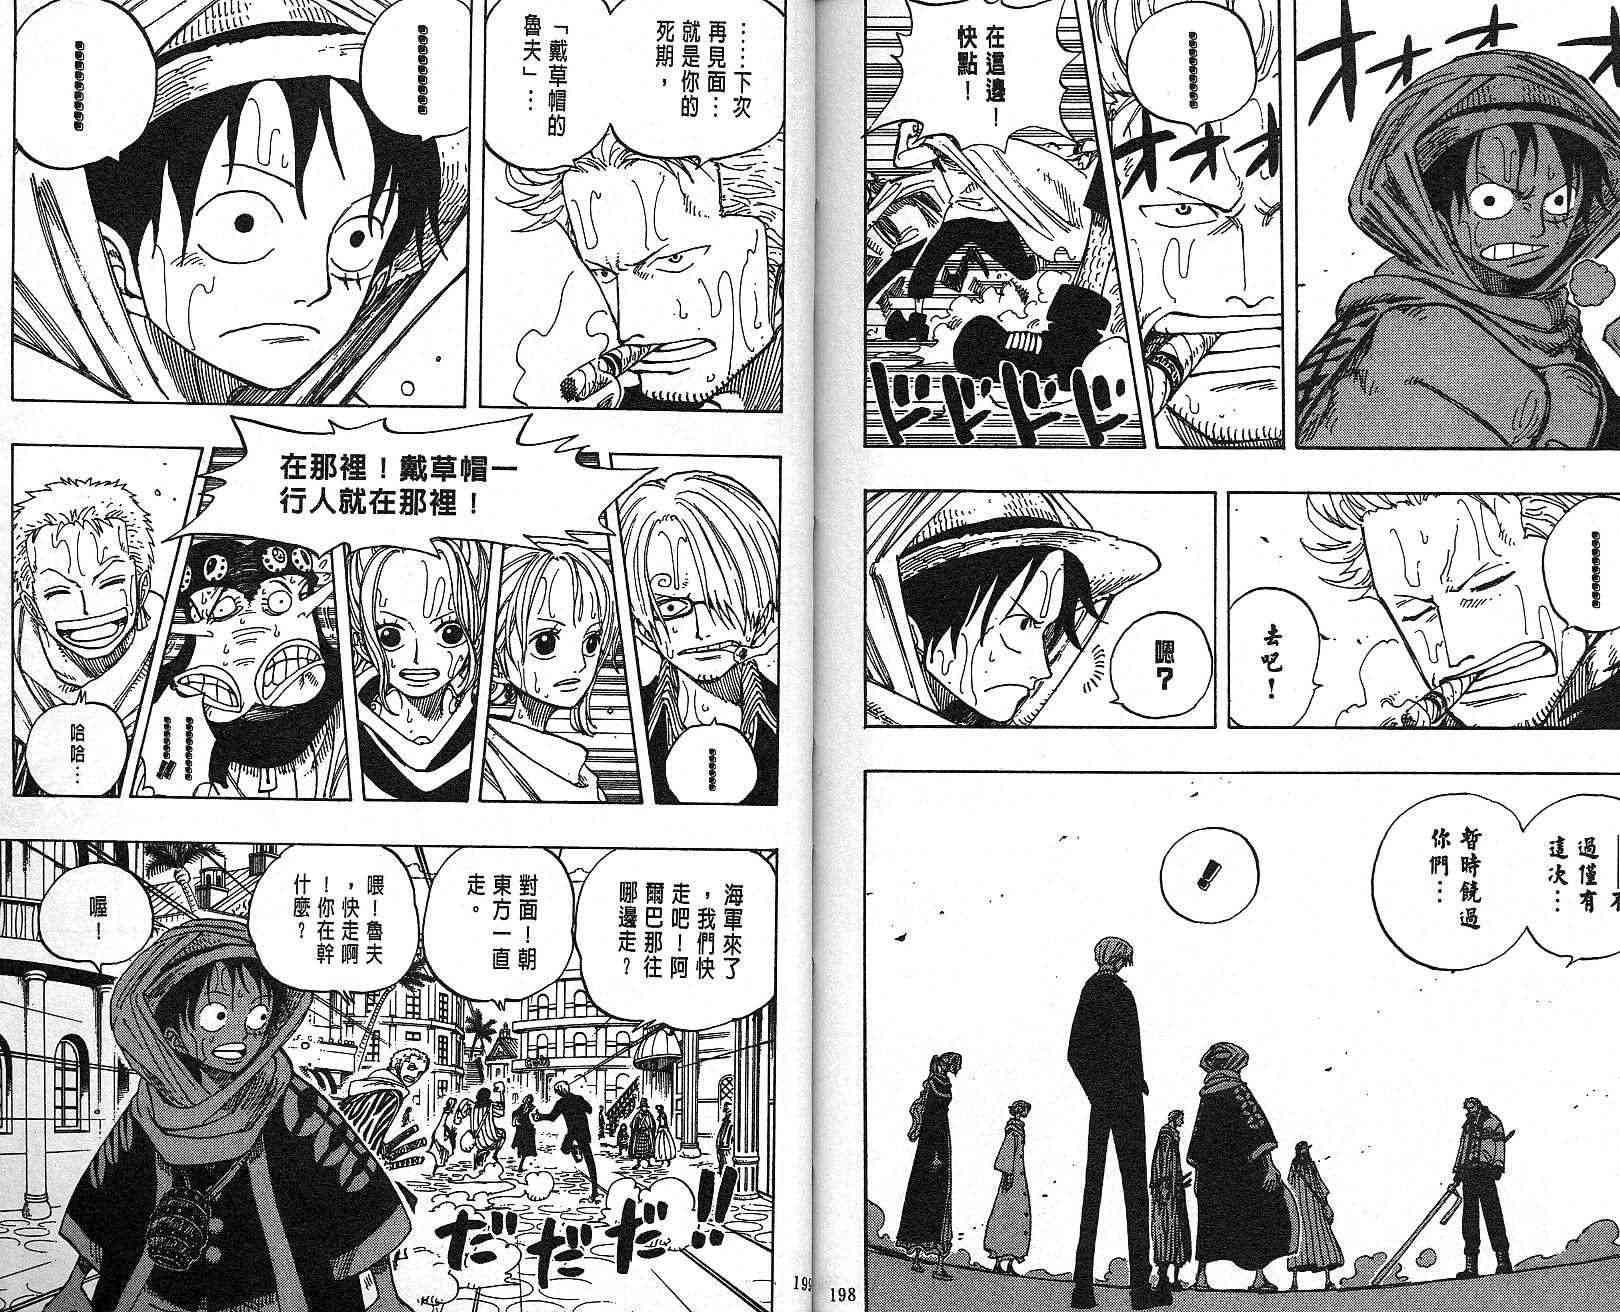 オオオ
………
オオオ
在這邊！
快點！
ドドドド
………
去吧！
嗯？
過僅有
這次…
暫時饒過
你們…
！
198
……下次
再見面…
就是你的
死期，
「戴草帽的
魯夫」…
………
………
在那裡！戴草帽一
行人就在那裡！
………
………!!
哈哈…
海軍來了
，我們快
走吧！阿
爾巴那往
哪邊走？
對面！朝
東方一直
走。
喂！魯夫
，快走啊
！你在幹
什麼？
喔！
だだだ!!
199